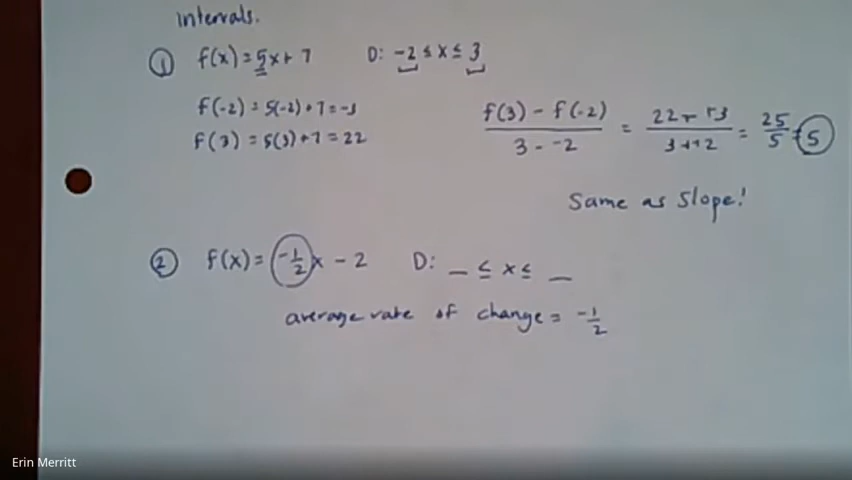 intervals.
① f(x) = 5x + 7 D: -2 ≤ x ≤ 3
f(-2) = 5(-2) + 7 = -3
f(3) = 5(3) + 7 = 22
f(3) - f(-2) / 3 - -2 = 22 - +3 / 3 ++2 = 25/5 = 5
Same as slope!
② f(x) = -1/2 x - 2 D: _ ≤ x ≤ _
average rate of change = -1/2
Erin Merritt